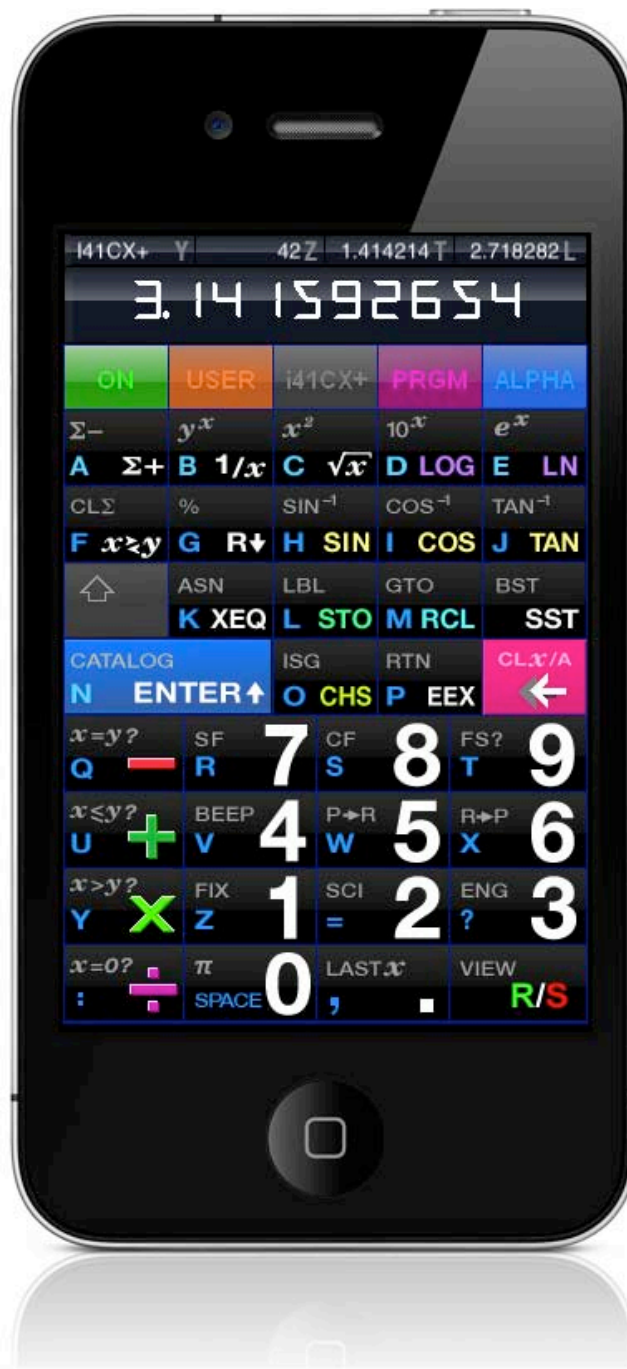 I41CX+ Y 42 Z 1.414214 T 2.718282 L
3.141592654
ON USER i41CX+ PRGM ALPHA
Σ− yˣ x² 10ˣ eˣ
A Σ+ B 1/x C √x D LOG E LN
CLΣ % SIN⁻¹ COS⁻¹ TAN⁻¹
F x≷y G R↓ H SIN I COS J TAN
ASN LBL GTO BST
K XEQ L STO M RCL SST
CATALOG ISG RTN CLx/A
N ENTER↑ O CHS P EEX
x=y? SF CF FS?
Q − R 7 S 8 T 9
x≤y? BEEP P→R R→P
U + V 4 W 5 X 6
x>y? FIX SCI ENG
Y × Z 1 = 2 ? 3
x=0? π LASTx VIEW
: ÷ SPACE 0 , . R/S